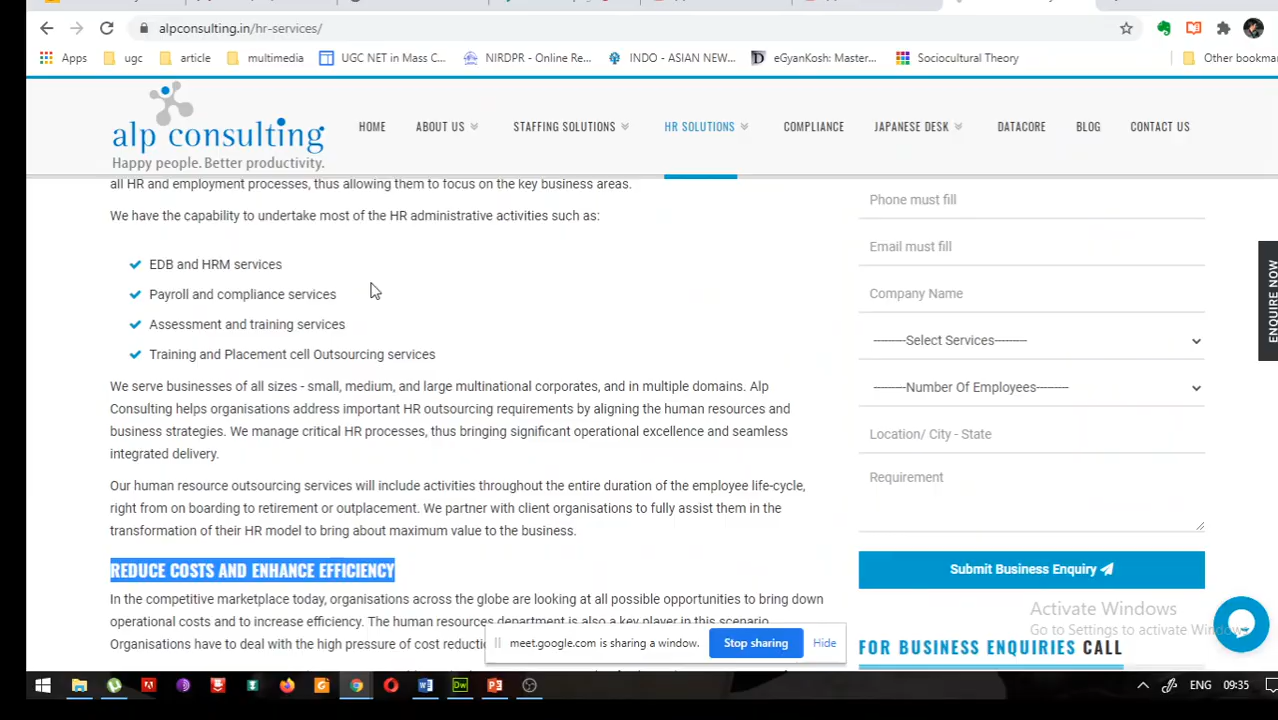 alpconsulting.in/hr-services/
Apps ugc article multimedia UGC NET in Mass C... NIRDPR - Online Re... INDO - ASIAN NEW... eGyanKosh: Master... Sociocultural Theory Other bookma
alp consulting
Happy people. Better productivity.
HOME ABOUT US STAFFING SOLUTIONS HR SOLUTIONS COMPLIANCE JAPANESE DESK DATACORE BLOG CONTACT US
all HR and employment processes, thus allowing them to focus on the key business areas.
We have the capability to undertake most of the HR administrative activities such as:
EDB and HRM services
Payroll and compliance services
Assessment and training services
Training and Placement cell Outsourcing services
We serve businesses of all sizes - small, medium, and large multinational corporates, and in multiple domains. Alp
Consulting helps organisations address important HR outsourcing requirements by aligning the human resources and
business strategies. We manage critical HR processes, thus bringing significant operational excellence and seamless
integrated delivery.
Our human resource outsourcing services will include activities throughout the entire duration of the employee life-cycle,
right from on boarding to retirement or outplacement. We partner with client organisations to fully assist them in the
transformation of their HR model to bring about maximum value to the business.
REDUCE COSTS AND ENHANCE EFFICIENCY
In the competitive marketplace today, organisations across the globe are looking at all possible opportunities to bring down
operational costs and to increase efficiency. The human resources department is also a key player in this scenario.
Organisations have to deal with the high pressure of cost reducti
Phone must fill
Email must fill
Company Name
---------Select Services---------
---------Number Of Employees---------
Location/ City - State
Requirement
Submit Business Enquiry
ENQUIRE NOW
Activate Windows
Go to Settings to activate Windows.
FOR BUSINESS ENQUIRIES CALL
meet.google.com is sharing a window. Stop sharing Hide
ENG 09:35